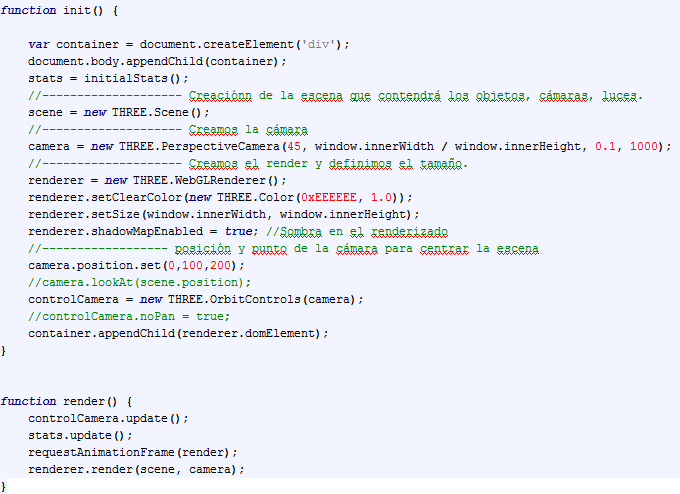 function init() {
var container = document.createElement('div');
document.body.appendChild(container);
stats = initialStats();
//-------------------- Creaciónn de la escena que contendrá los objetos, cámaras, luces.
scene = new THREE.Scene();
//-------------------- Creamos la cámara
camera = new THREE.PerspectiveCamera(45, window.innerWidth / window.innerHeight, 0.1, 1000);
//-------------------- Creamos el render y definimos el tamaño.
renderer = new THREE.WebGLRenderer();
renderer.setClearColor(new THREE.Color(0xEEEEEE, 1.0));
renderer.setSize(window.innerWidth, window.innerHeight);
renderer.shadowMapEnabled = true; //Sombra en el renderizado
//------------------ posición y punto de la cámara para centrar la escena
camera.position.set(0,100,200);
//camera.lookAt(scene.position);
controlCamera = new THREE.OrbitControls(camera);
//controlCamera.noPan = true;
container.appendChild(renderer.domElement);
}
function render() {
controlCamera.update();
stats.update();
requestAnimationFrame(render);
renderer.render(scene, camera);
}